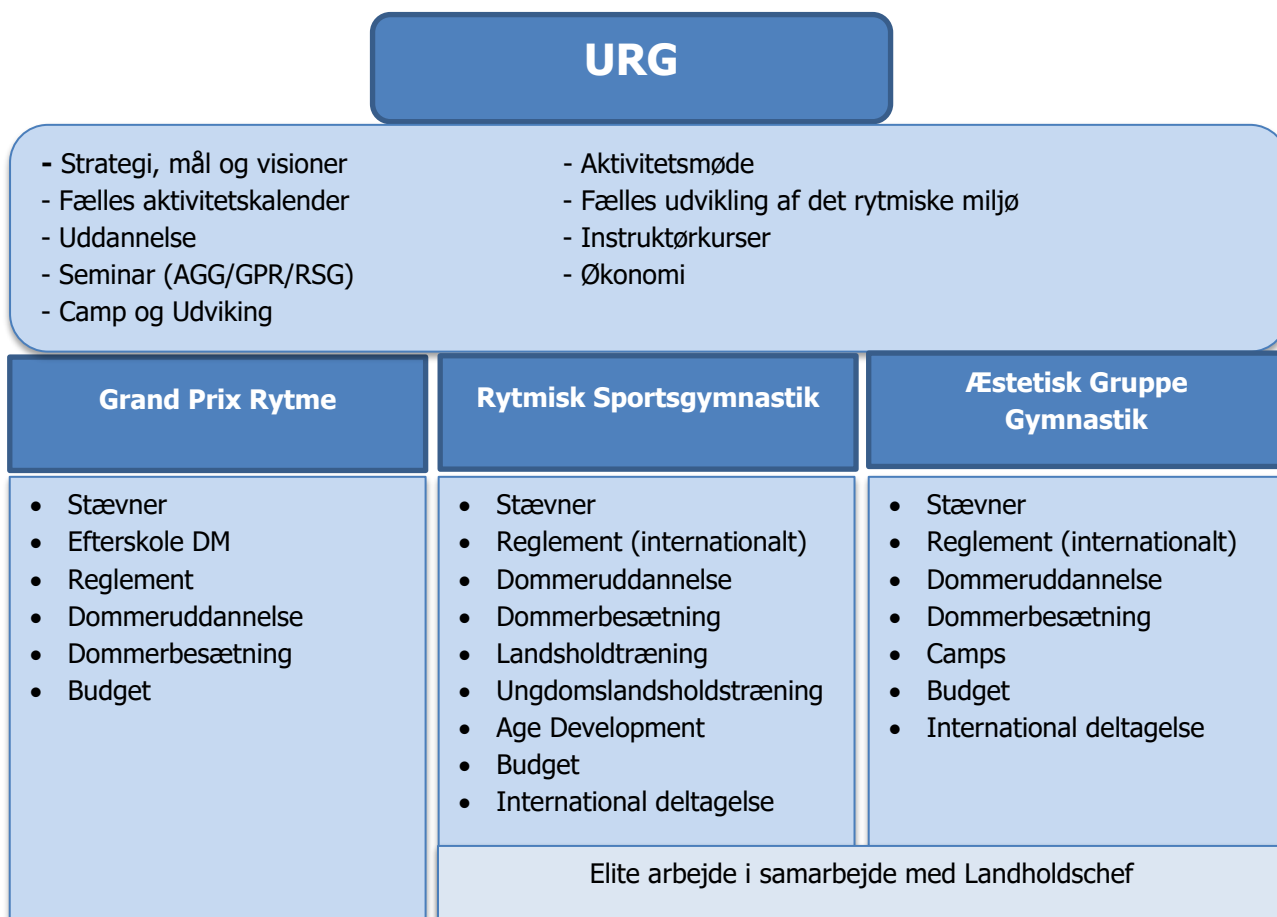 URG
- Strategi, mål og visioner
- Fælles aktivitetskalender
- Uddannelse
- Seminar (AGG/GPR/RSG)
- Camp og Udviking
- Aktivitetsmøde
- Fælles udvikling af det rytmiske miljø
- Instruktørkurser
- Økonomi
Grand Prix Rytme
• Stævner
• Efterskole DM
• Reglement
• Dommeruddannelse
• Dommerbesætning
• Budget
Rytmisk Sportsgymnastik
• Stævner
• Reglement (internationalt)
• Dommeruddannelse
• Dommerbesætning
• Landsholdtræning
• Ungdomslandsholdstræning
• Age Development
• Budget
• International deltagelse
Æstetisk Gruppe
Gymnastik
• Stævner
• Reglement (internationalt)
• Dommeruddannelse
• Dommerbesætning
• Camps
• Budget
• International deltagelse
Elite arbejde i samarbejde med Landholdschef